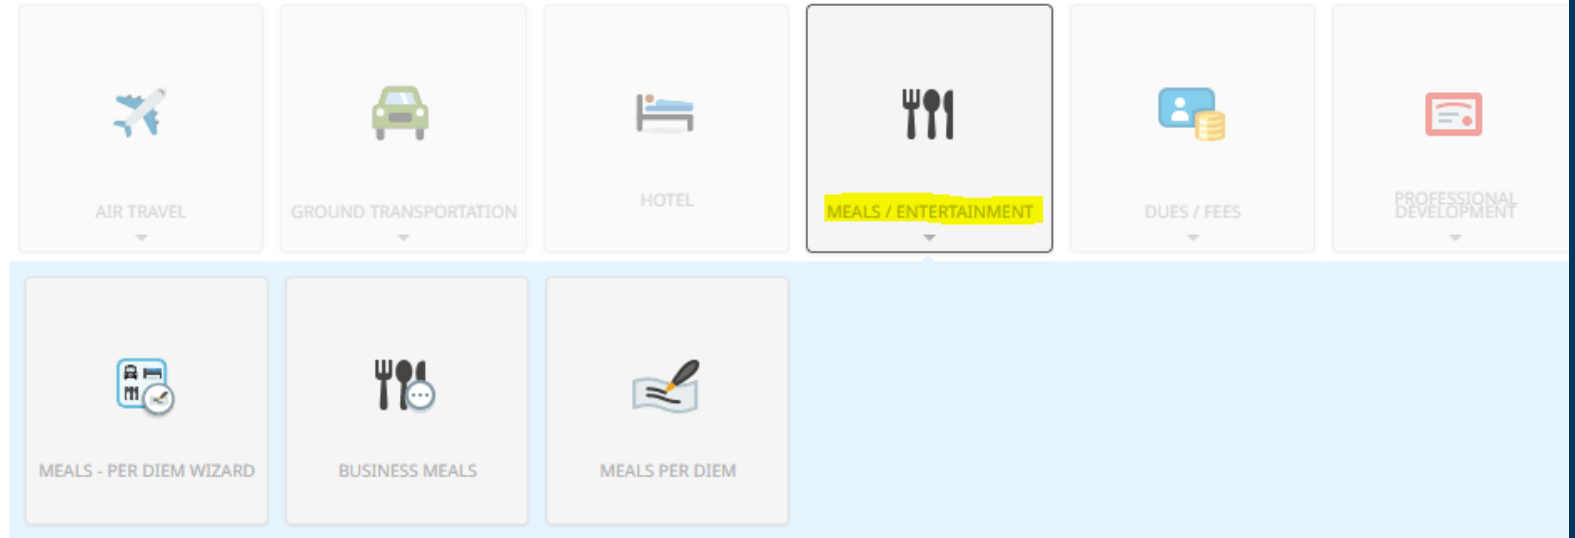 AIR TRAVEL
GROUND TRANSPORTATION
HOTEL
MEALS / ENTERTAINMENT
DUES / FEES
PROFESSIONAL
DEVELOPMENT
MEALS - PER DIEM WIZARD
BUSINESS MEALS
MEALS PER DIEM